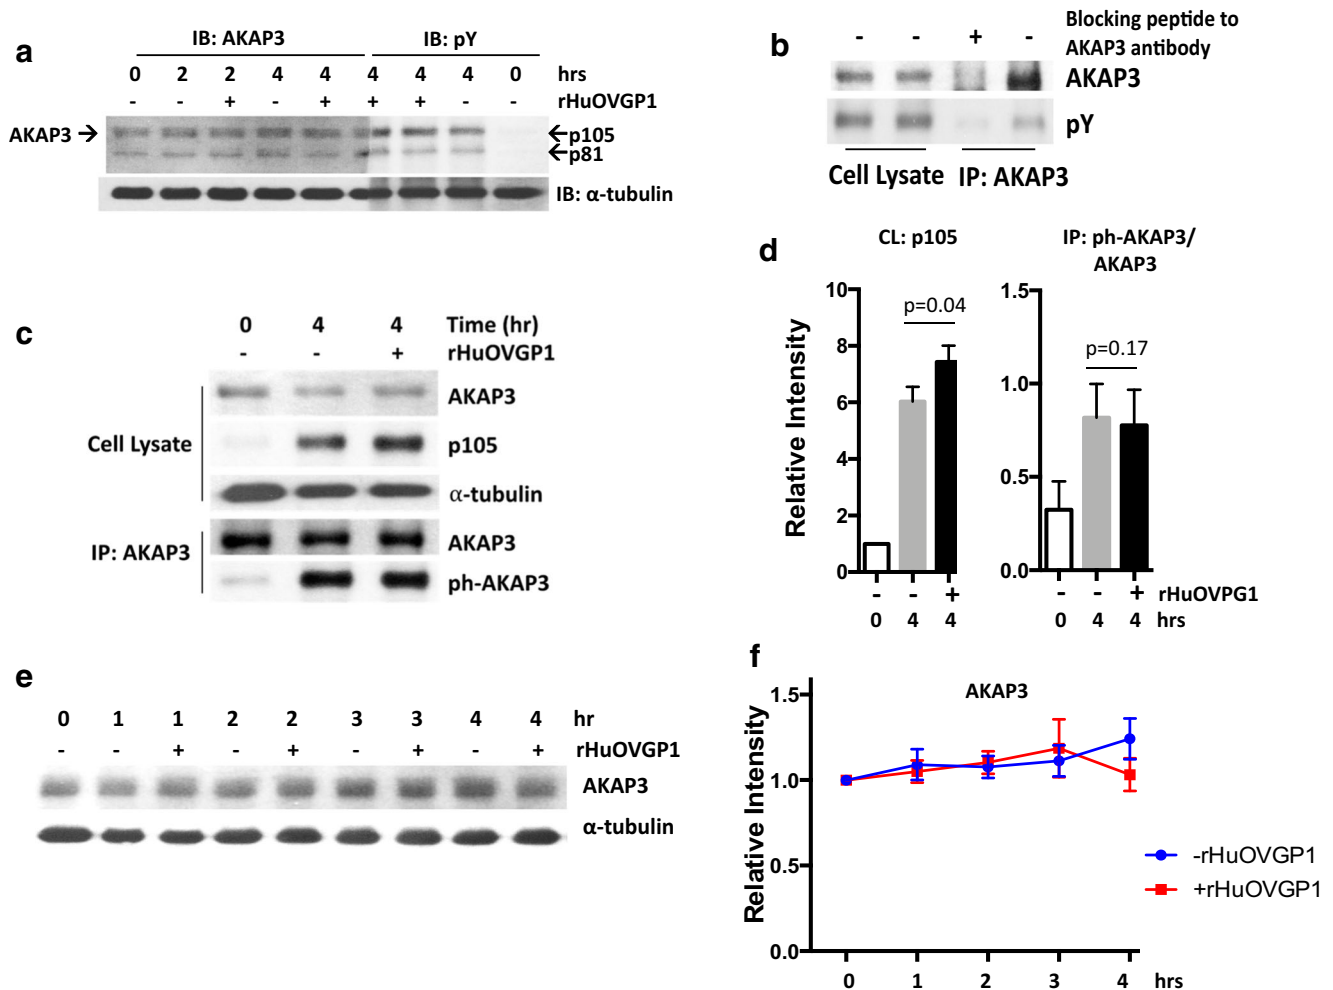 a
IB: AKAP3 IB: pY
0 2 2 4 4 4 4 4 0 hrs
- - + - + + + - - rHuOVGP1
AKAP3 → ←p105
←p81
IB: α-tubulin
b
Blocking peptide to
AKAP3 antibody
- - + -
AKAP3
pY
Cell Lysate IP: AKAP3
c
0 4 4 Time (hr)
- - + rHuOVGP1
Cell Lysate
AKAP3
p105
α-tubulin
IP: AKAP3
AKAP3
ph-AKAP3
d
CL: p105
Relative Intensity
10
8
6
4
2
0
p=0.04
- - +
0 4 4
IP: ph-AKAP3/
AKAP3
1.5
1.0
0.5
0.0
p=0.17
- - + rHuOVPG1
0 4 4 hrs
e
0 1 1 2 2 3 3 4 4 hr
- - + - + - + - + rHuOVGP1
AKAP3
α-tubulin
f
AKAP3
Relative Intensity
1.5
1.0
0.5
0.0
0 1 2 3 4 hrs
-rHuOVGP1
+rHuOVGP1